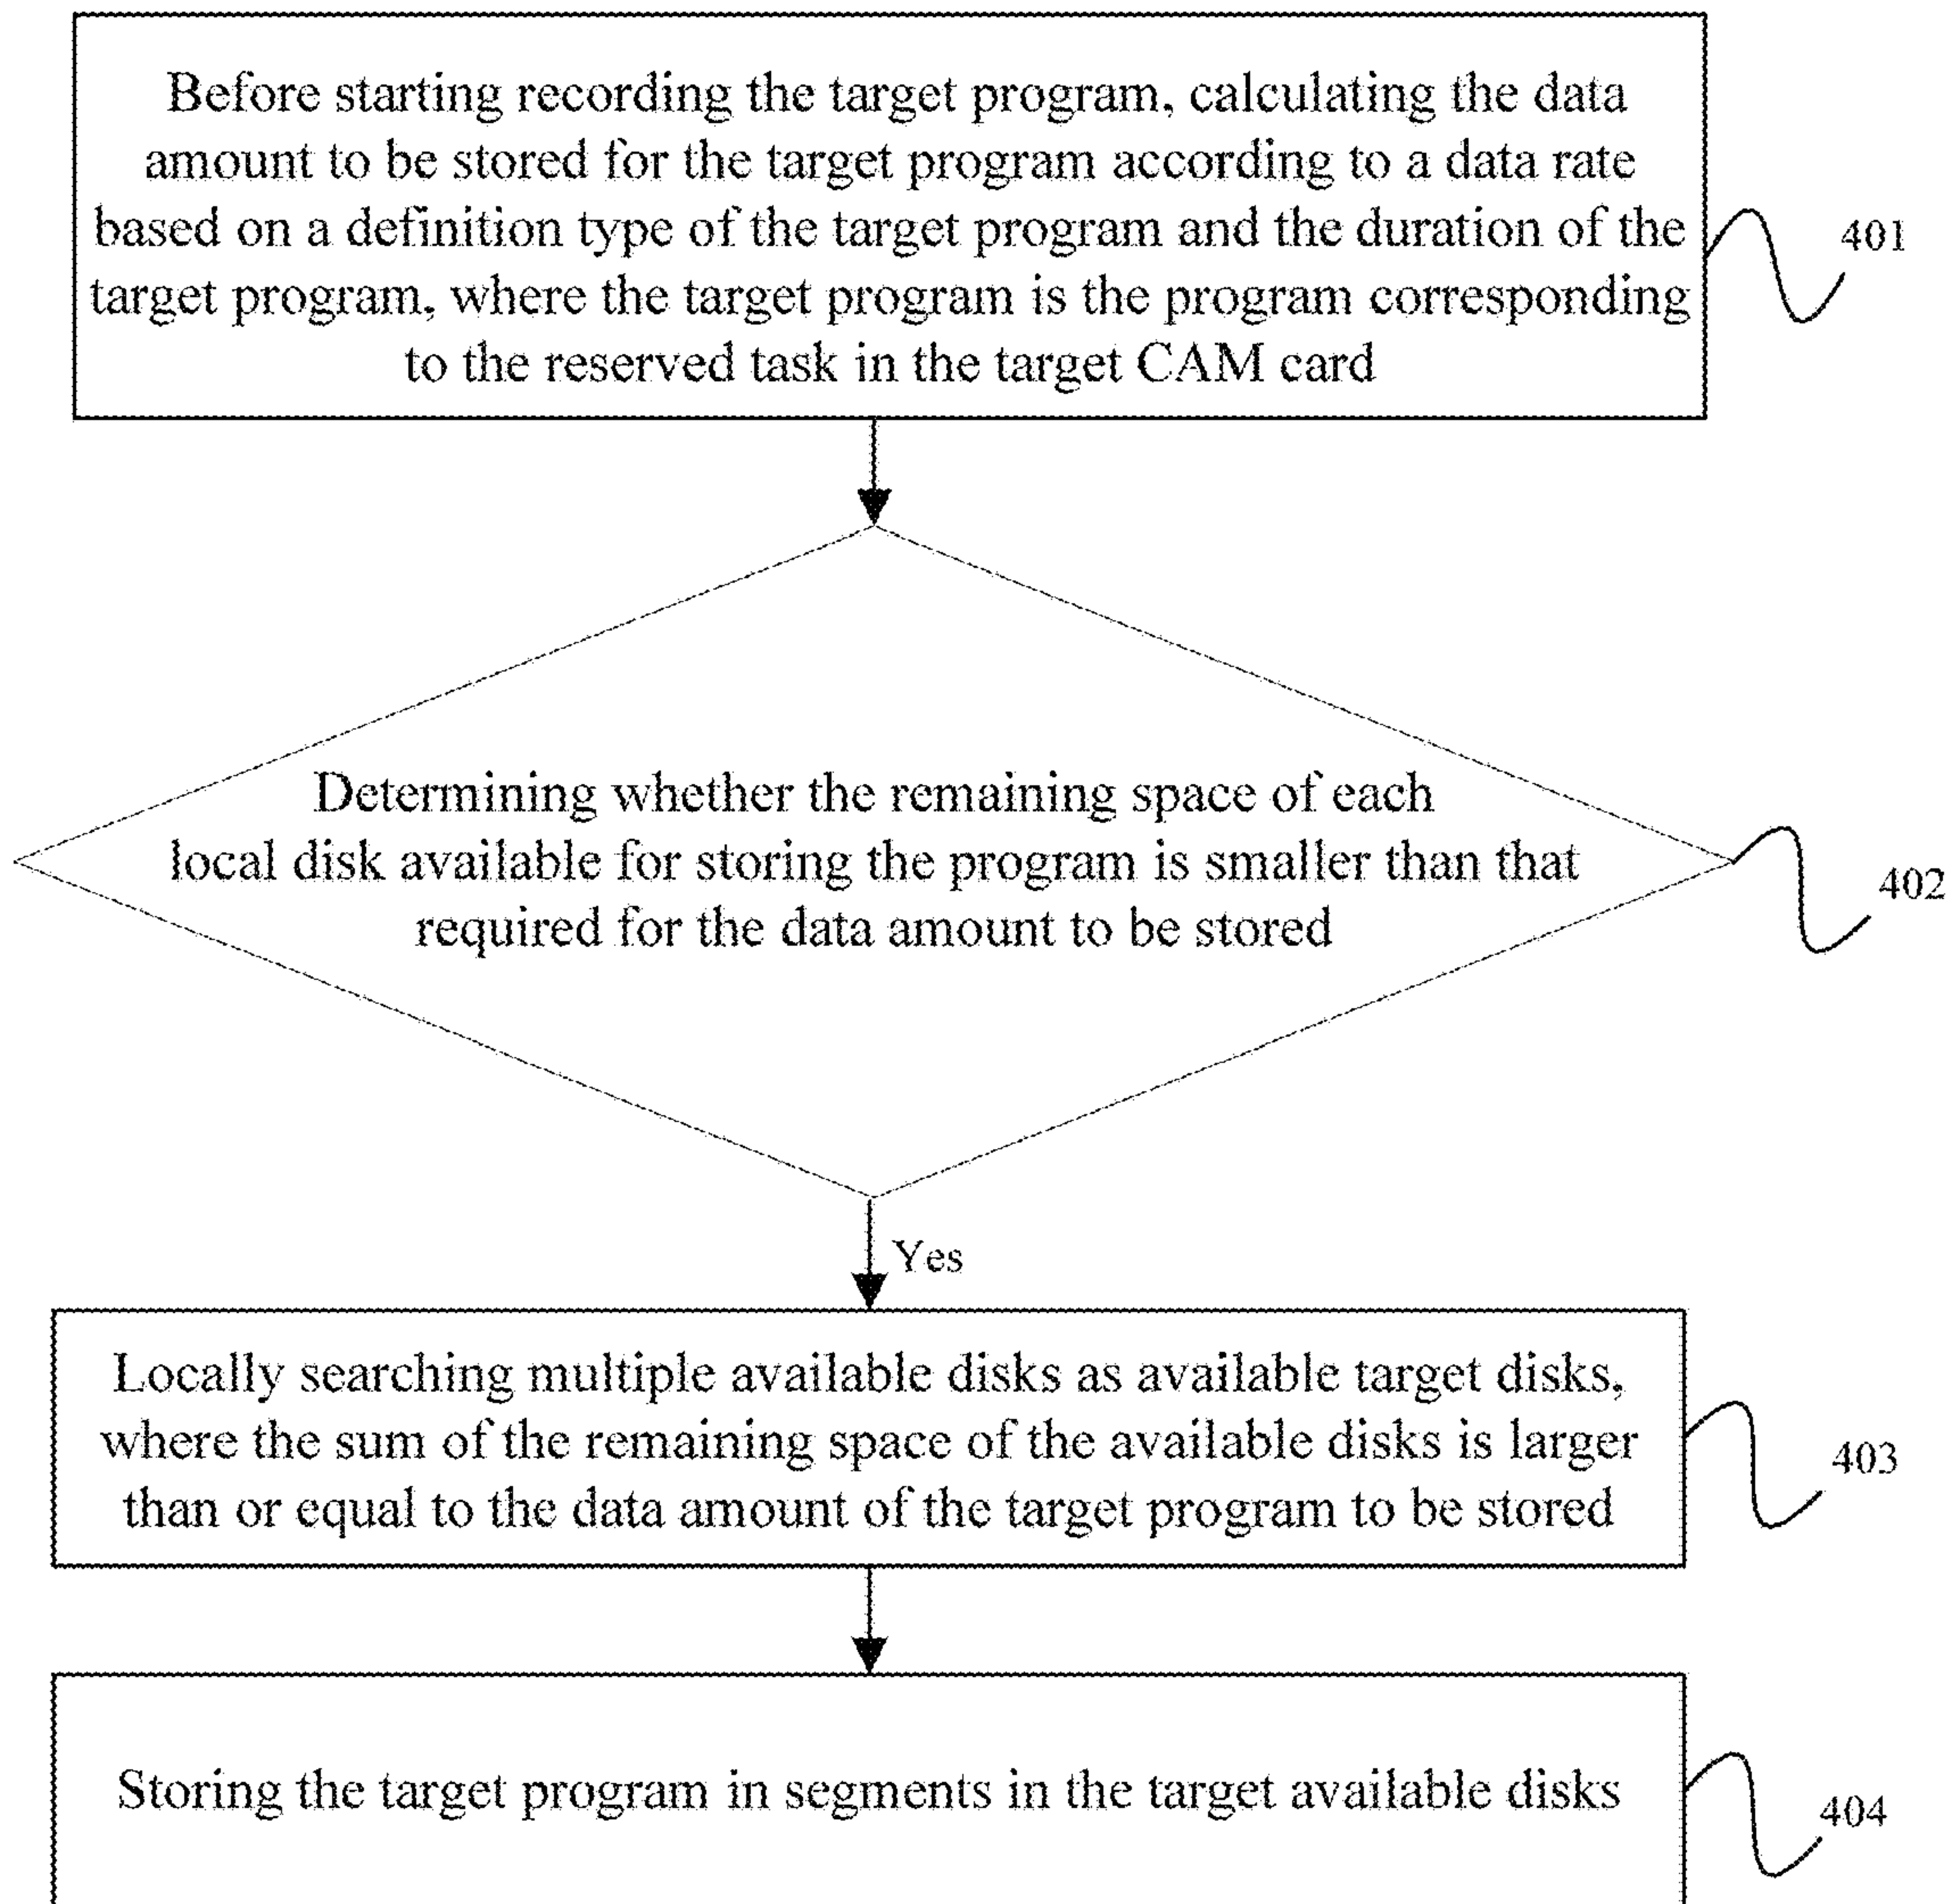 Before starting recording the target program, calculating the data
amount to be stored for the target program according to a data rate
based on a definition type of the target program and the duration of the
target program, where the target program is the program corresponding
to the reserved task in the target CAM card
401
Determining whether the remaining space of each
local disk available for storing the program is smaller than that
required for the data amount to be stored
402
Yes
Locally searching multiple available disks as available target disks,
where the sum of the remaining space of the available disks is larger
than or equal to the data amount of the target program to be stored
403
Storing the target program in segments in the target available disks
404